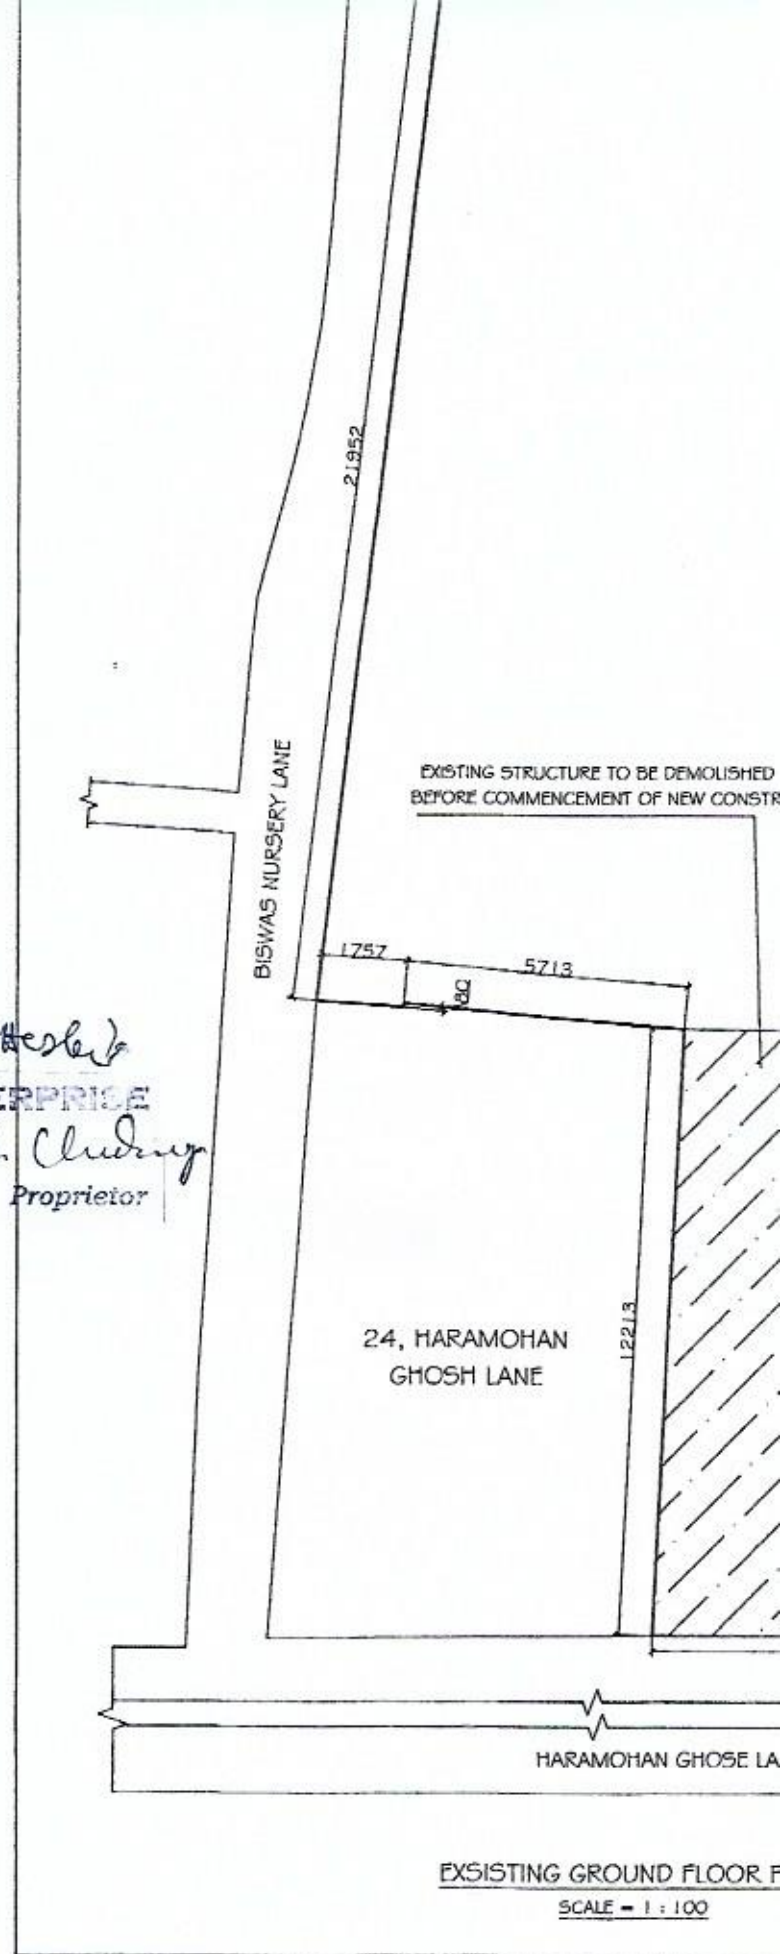 21952
BISWAS NURSERY LANE
EXISTING STRUCTURE TO BE DEMOLISHED
BEFORE COMMENCEMENT OF NEW CONSTR
1757
5713
80
ERPRISE
Proprietor
24, HARAMOHAN
GHOSH LANE
12213
HARAMOHAN GHOSE LA
EXSISTING GROUND FLOOR P
SCALE = 1 : 100